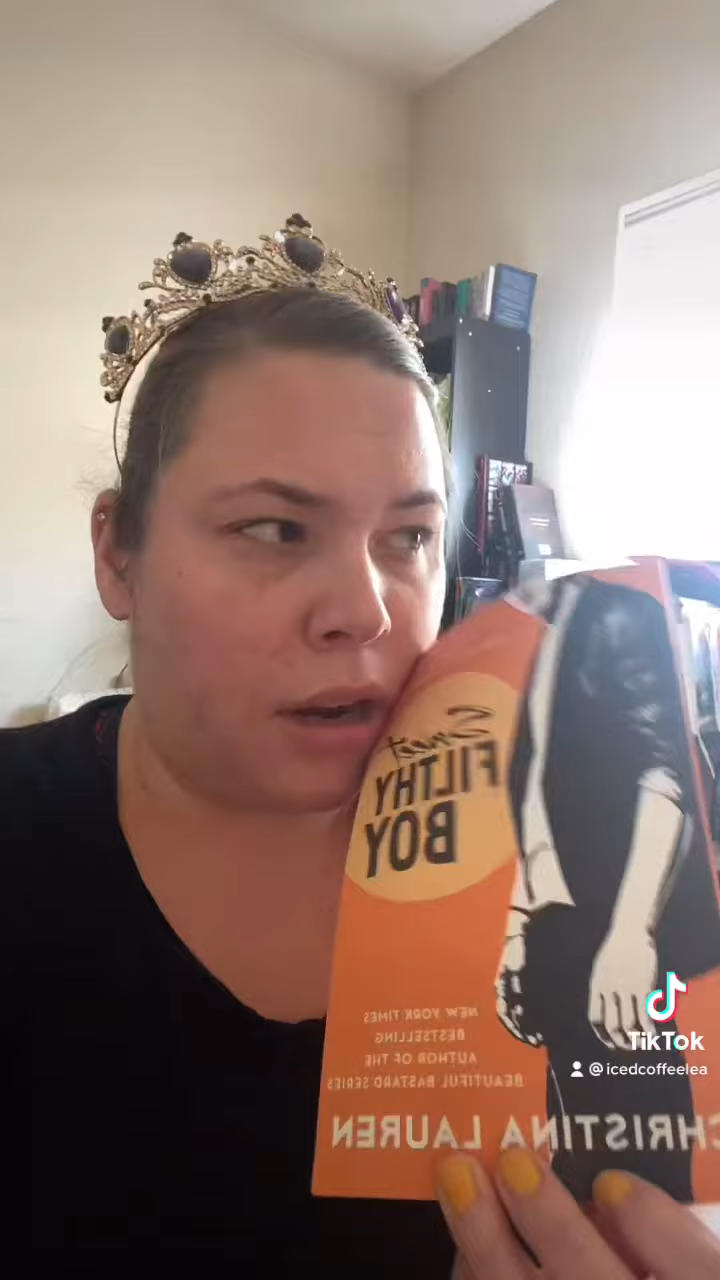 Sweet
FILTHY
BOY
NEW YORK TIMES
BESTSELLING
AUTHOR OF THE
BEAUTIFUL BASTARD SERIES
CHRISTINA LAUREN
TikTok
@icedcoffeelea